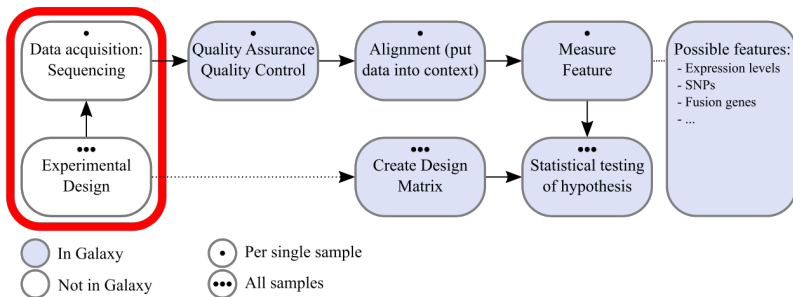 Data acquisition:
Sequencing
Quality Assurance
Quality Control
Alignment (put
data into context)
Measure
Feature
Possible features:
- Expression levels
- SNPs
- Fusion genes
- ...
Experimental
Design
Create Design
Matrix
Statistical testing
of hypothesis
In Galaxy
Per single sample
Not in Galaxy
All samples